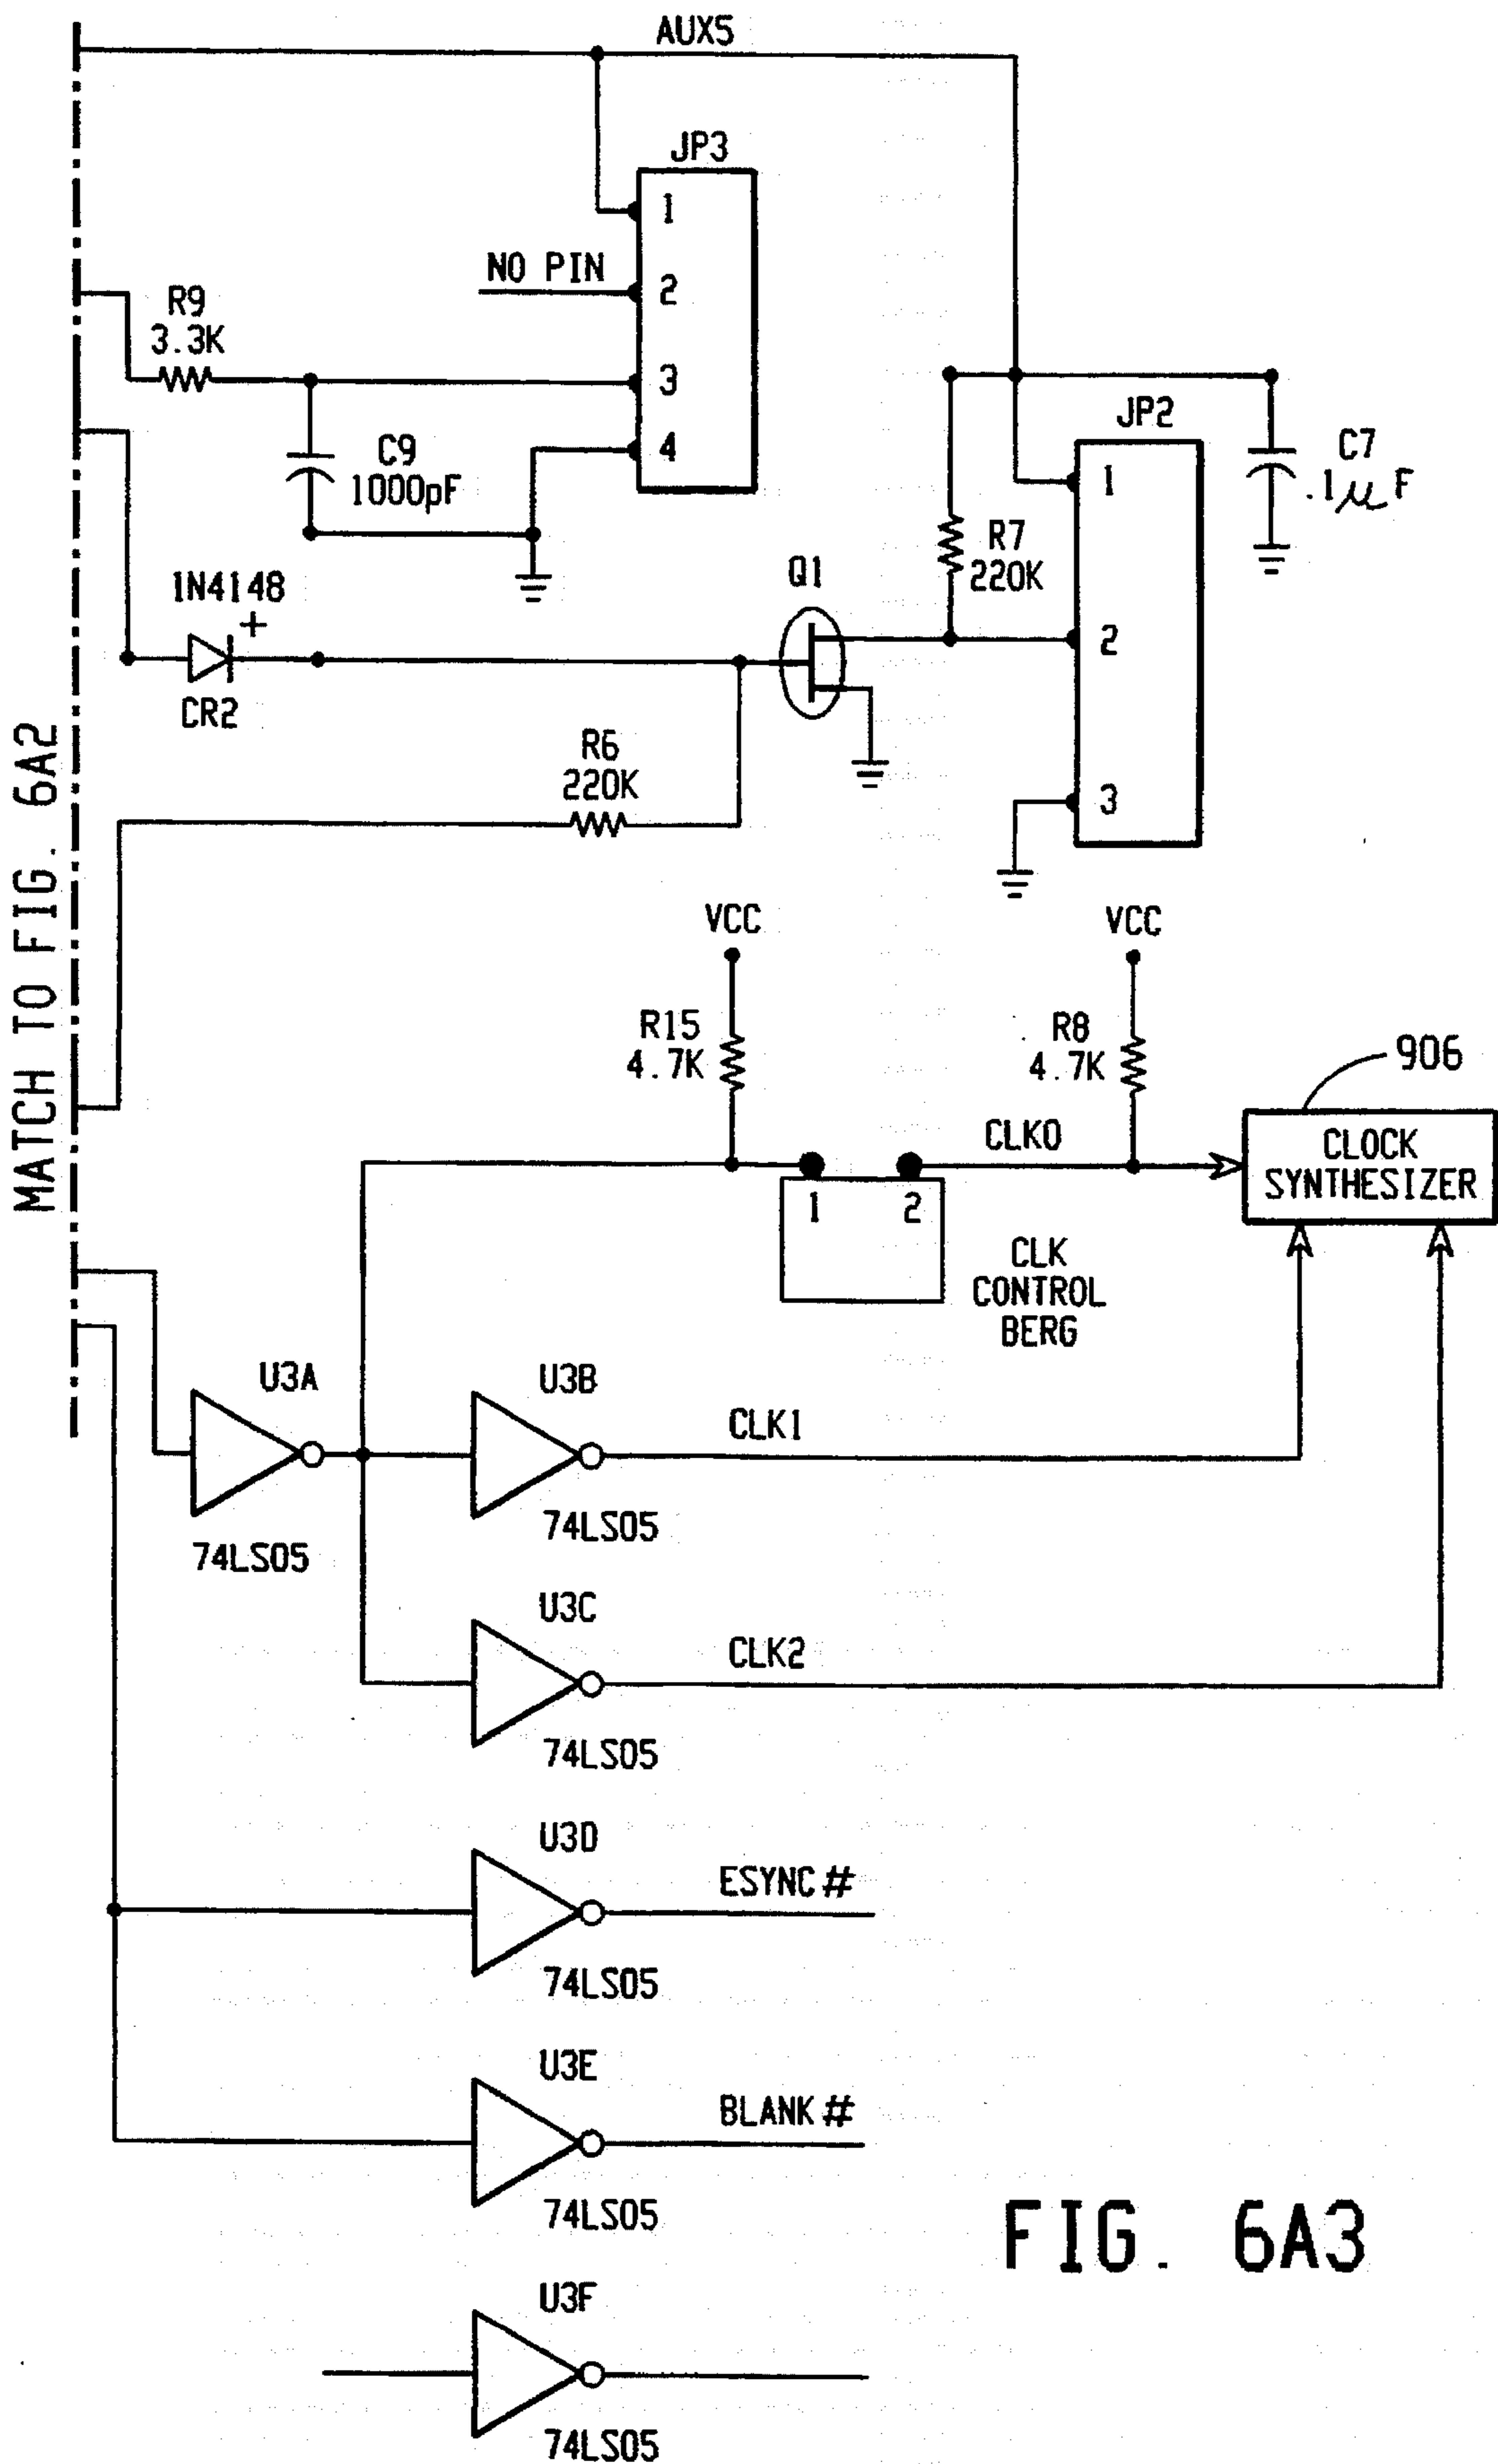 AUX5
JP3
1
NO PIN
2
R9
3.3K
3
JP2
4
C9
1000pF
C7
.1μF
1
R7
220K
Q1
1N4148
+
2
CR2
R6
220K
3
MATCH TO FIG. 6A2
VCC
VCC
R15
4.7K
R8
4.7K
906
CLK0
CLOCK
SYNTHESIZER
1
2
CLK
CONTROL
BERG
U3A
U3B
CLK1
74LS05
74LS05
U3C
CLK2
74LS05
U3D
ESYNC#
74LS05
U3E
BLANK#
74LS05
FIG. 6A3
U3F
74LS05